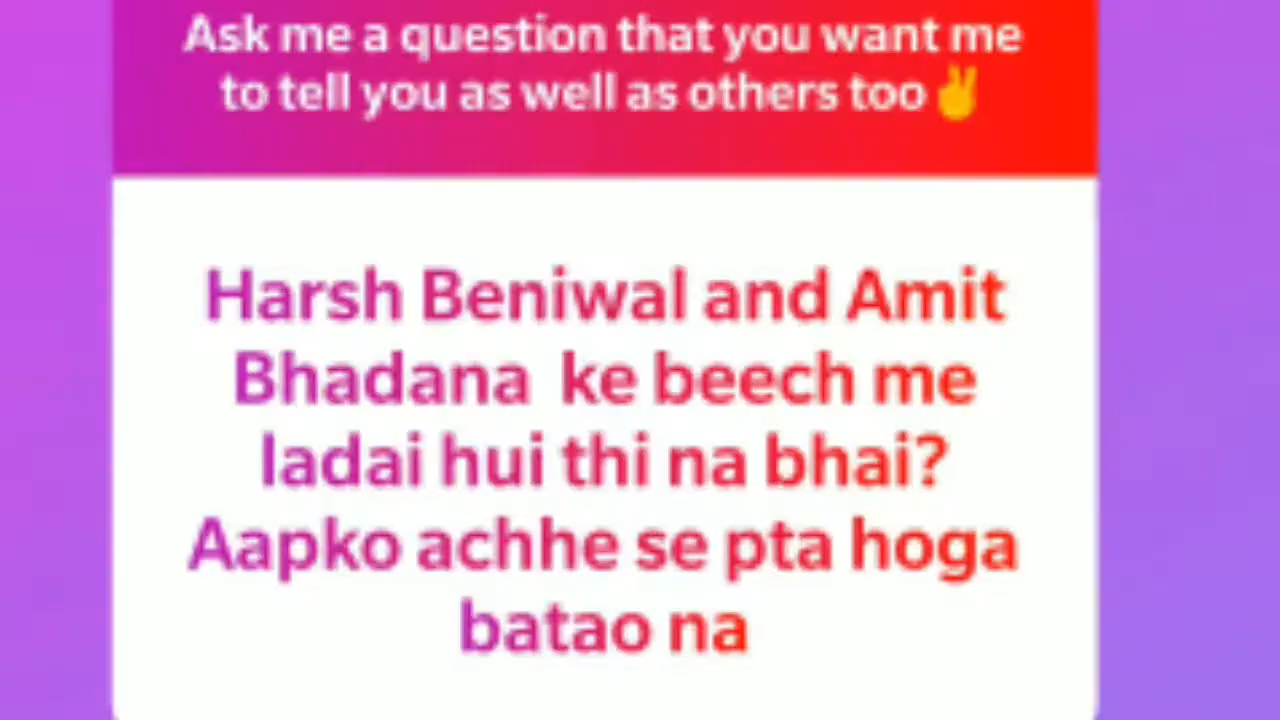 Ask me a question that you want me
to tell you as well as others too✌️
Harsh Beniwal and Amit
Bhadana ke beech me
ladai hui thi na bhai?
Aapko achhe se pta hoga
batao na